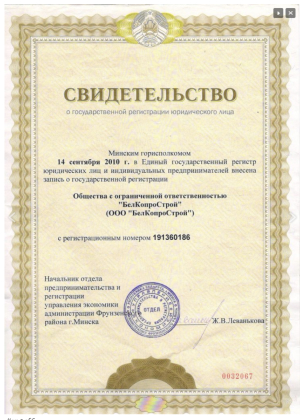 СВИДЕТЕЛЬСТВО
о государственной регистрации юридического лица
Минским горисполкомом
14 сентября 2010 г. в Единый государственный регистр
юридических лиц и индивидуальных предпринимателей внесена
запись о государственной регистрации
Общества с ограниченной ответственностью
"БелКопроСтрой"
(ООО "БелКопроСтрой")
с регистрационным номером 191360186
Начальник отдела
предпринимательства и
регистрации
управления экономики
администрации Фрунзенского
района г.Минска
ОТДЕЛ
Ж.В.Леванькова
0032067